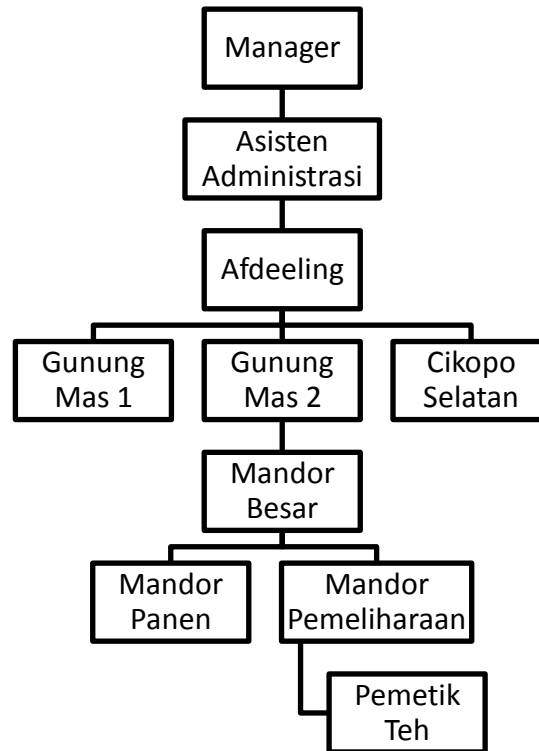 Manager
Asisten
Administrasi
Afdeeling
Gunung
Mas 1
Gunung
Mas 2
Cikopo
Selatan
Mandor
Besar
Mandor
Panen
Mandor
Pemeliharaan
Pemetik
Teh